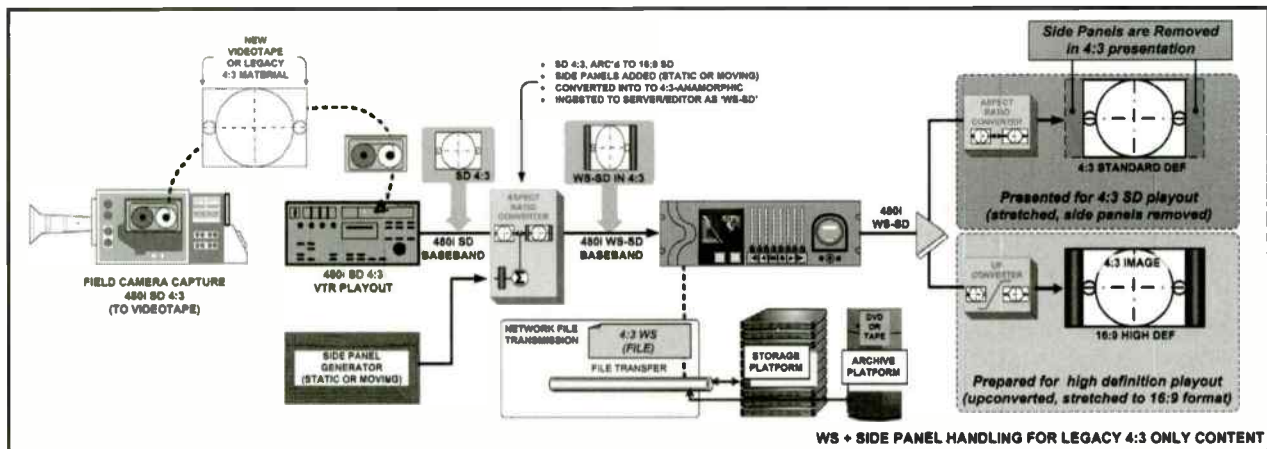 NEW
VIDEOTAPE
OR LEGACY
4:3 MATERIAL
• SD 4:3, ARC'd TO 16:9 SD
• SIDE PANELS ADDED (STATIC OR MOVING)
• CONVERTED INTO TO 4:3-ANAMORPHIC
• INGESTED TO SERVER/EDITOR AS 'WS-SD'
Side Panels are Removed
in 4:3 presentation
SD 4:3
WS-SD IN 4:3
ASPECT
RATIO
CONVERTER
4:3 STANDARD DEF
Presented for 4:3 SD playout
(stretched, side panels removed)
ASPECT
RATIO
CONVERTER
480i SD
BASEBAND
480i WS-SD
BASEBAND
480i
WS-SD
FIELD CAMERA CAPTURE
480i SD 4:3
(TO VIDEOTAPE)
480i SD 4:3
VTR PLAYOUT
UP
CONVERTER
4:3 IMAGE
16:9 HIGH DEF
Prepared for high definition playout
(upconverted, stretched to 16:9 format)
SIDE PANEL
GENERATOR
(STATIC OR MOVING)
Σ
NETWORK FILE
TRANSMISSION
4:3 WS
(FILE)
FILE TRANSFER
STORAGE
PLATFORM
DVD
OR
TAPE
ARCHIVE
PLATFORM
WS + SIDE PANEL HANDLING FOR LEGACY 4:3 ONLY CONTENT